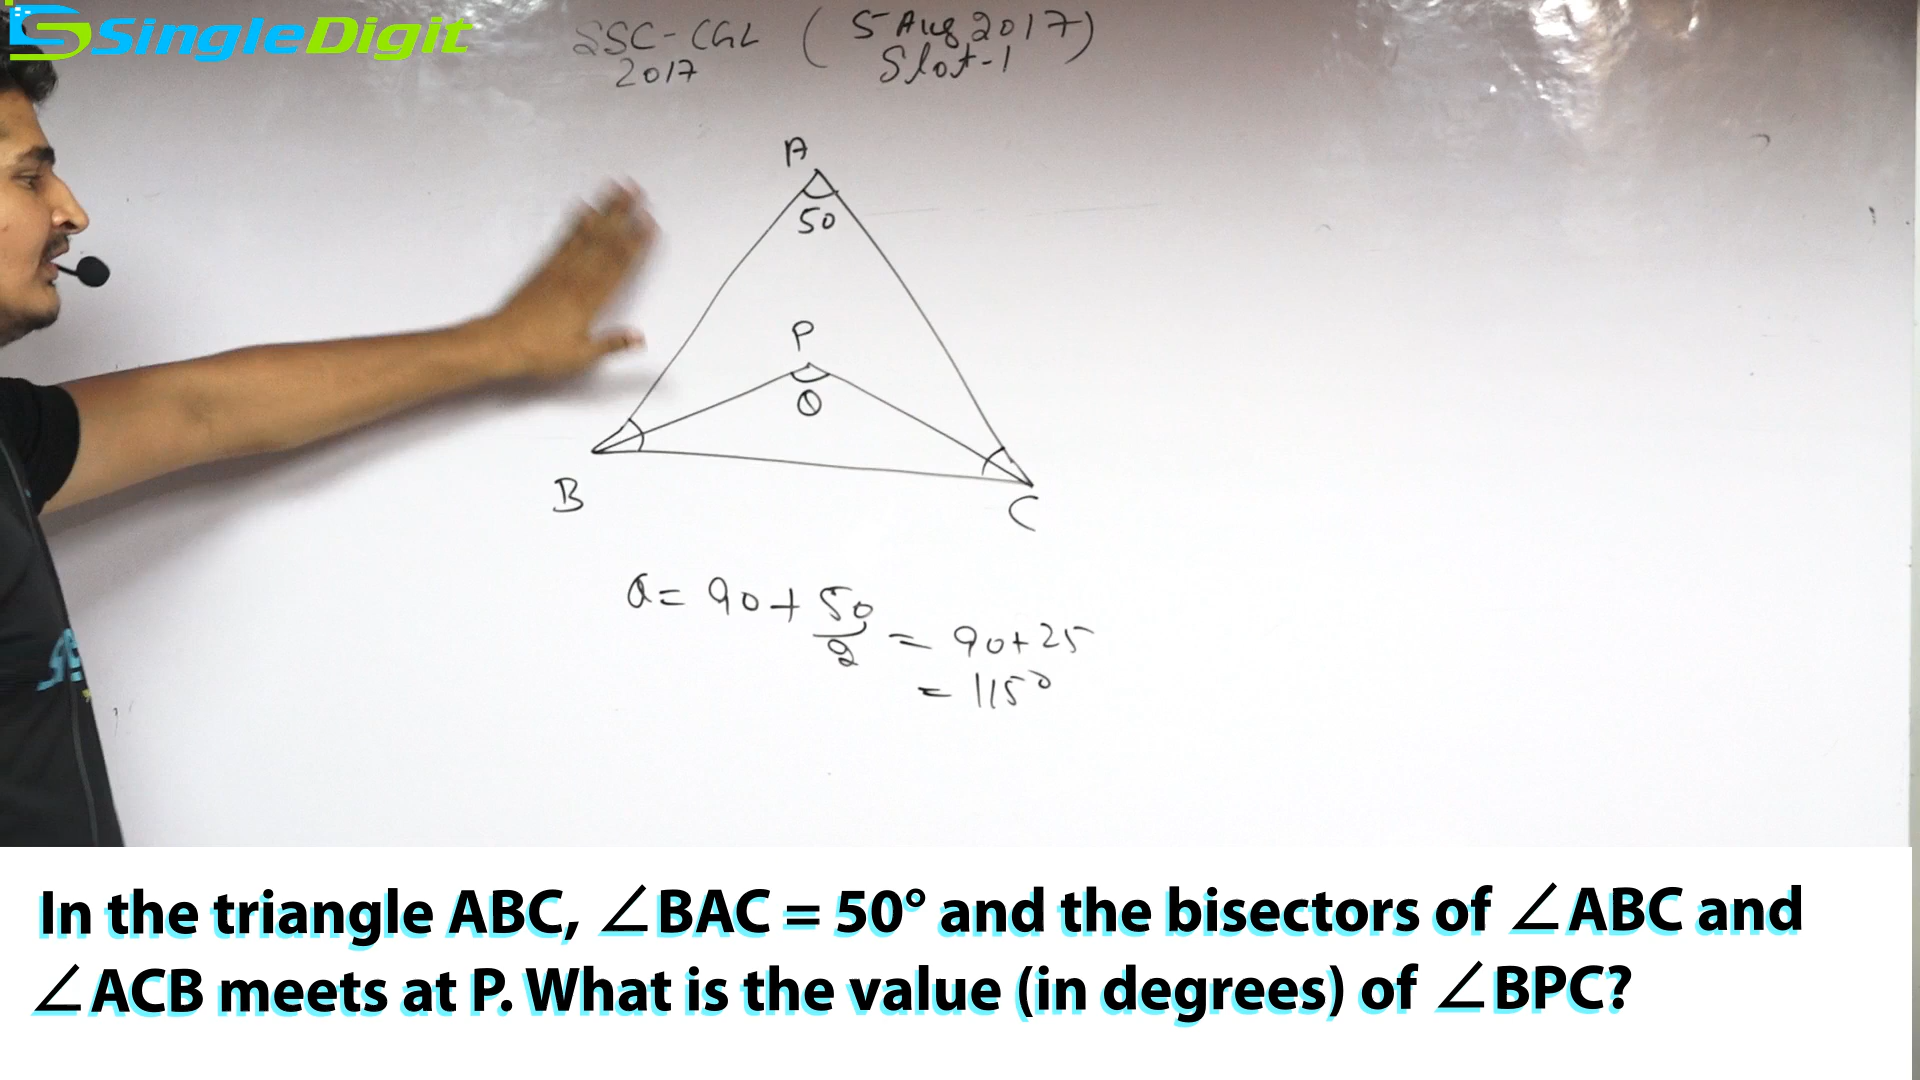 SingleDigit
SSC-CGL (5 Aug 2017)
2017 Slot-1
A
50
P
θ
B
C
θ= 90+50/2 = 90+25
= 115°
In the triangle ABC, ∠BAC = 50° and the bisectors of ∠ABC and
∠ACB meets at P. What is the value (in degrees) of ∠BPC?